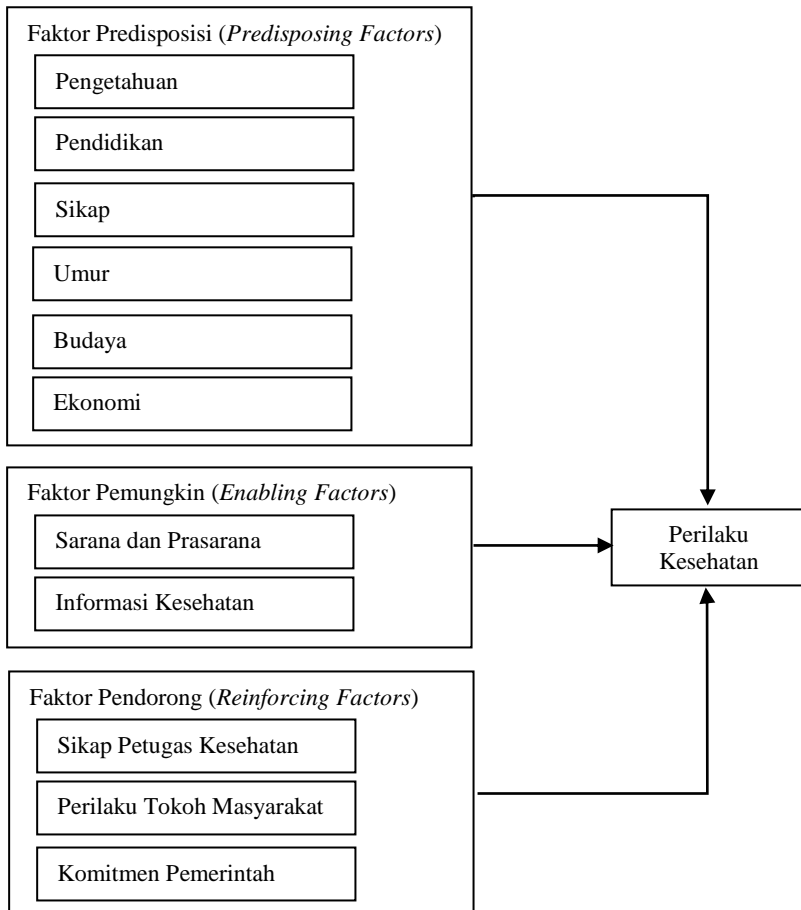 Faktor Predisposisi (Predisposing Factors)
Pengetahuan
Pendidikan
Sikap
Umur
Budaya
Ekonomi
Faktor Pemungkin (Enabling Factors)
Sarana dan Prasarana
Informasi Kesehatan
Perilaku
Kesehatan
Faktor Pendorong (Reinforcing Factors)
Sikap Petugas Kesehatan
Perilaku Tokoh Masyarakat
Komitmen Pemerintah